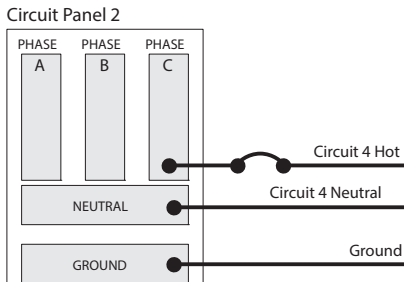 Circuit Panel 2
PHASE PHASE PHASE
A B C
Circuit 4 Hot
Circuit 4 Neutral
NEUTRAL
Ground
GROUND